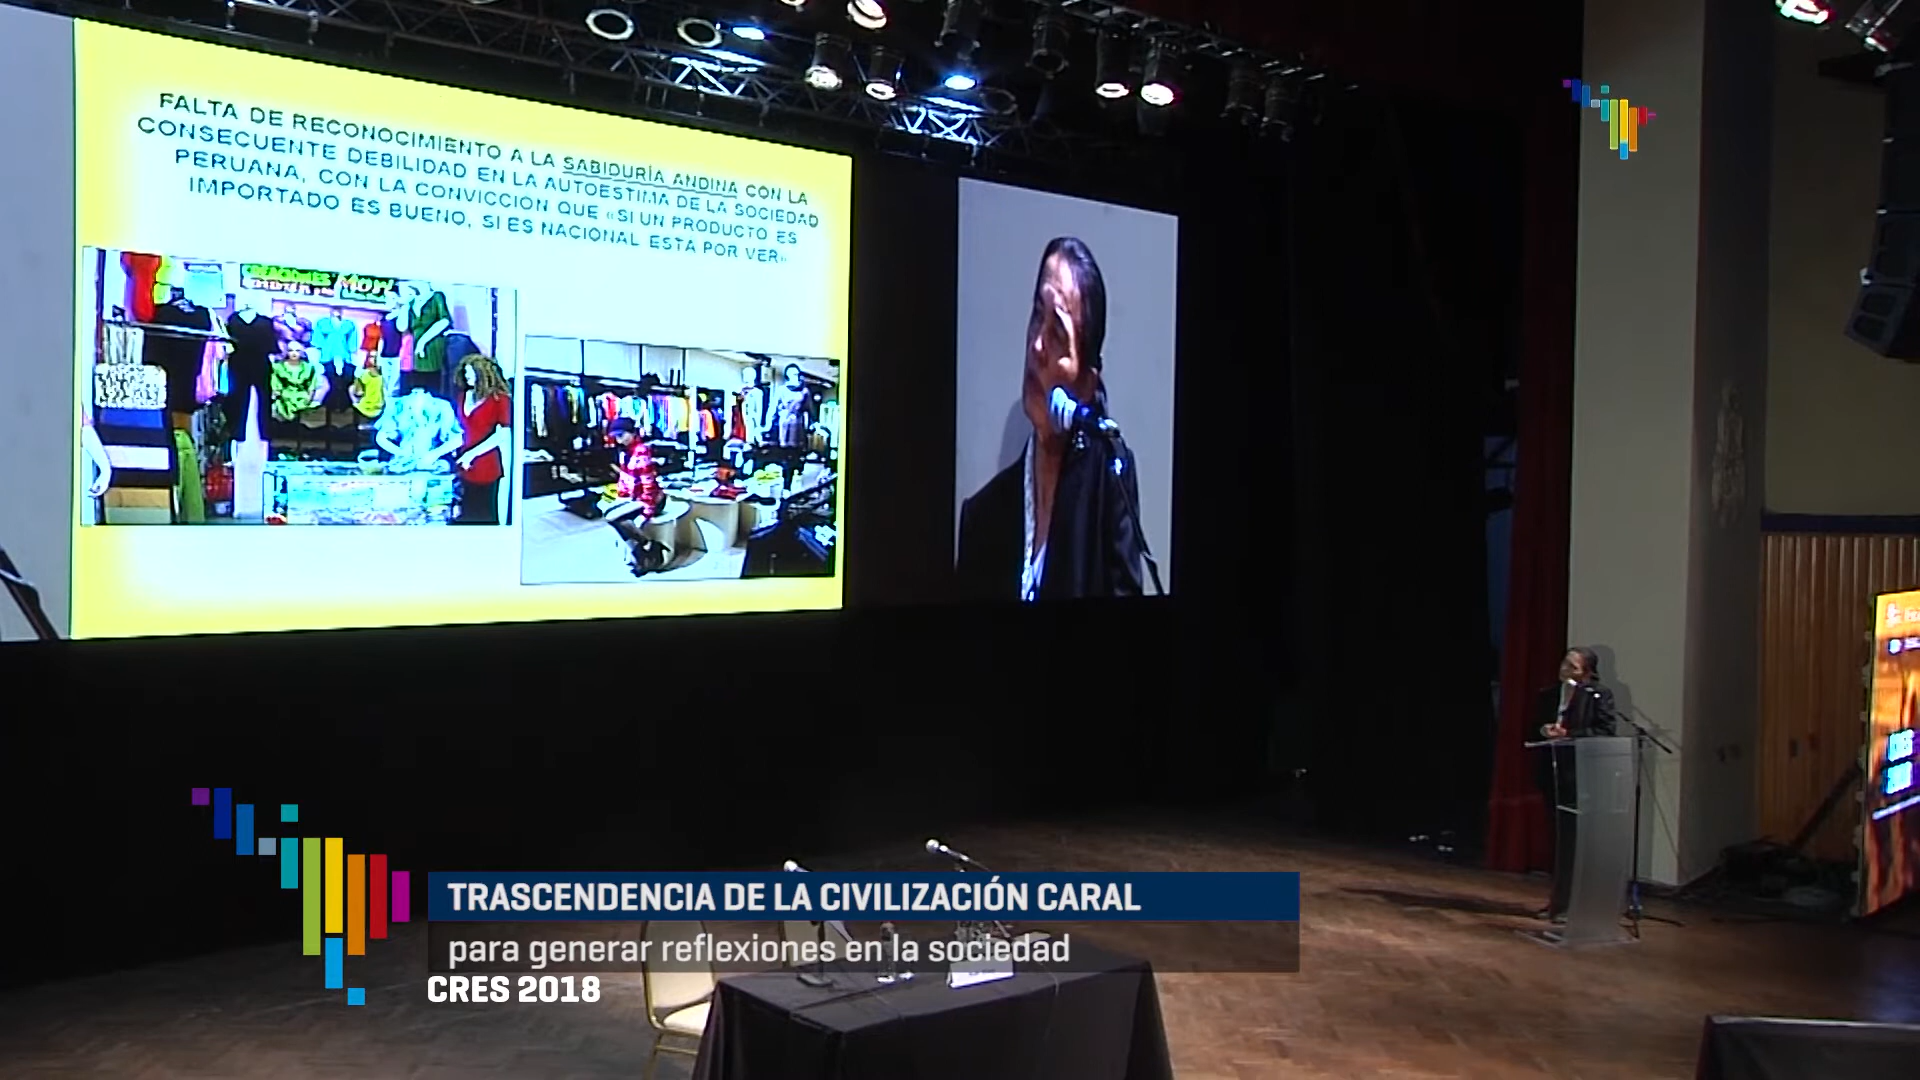 FALTA DE RECONOCIMIENTO A LA SABIDURÍA ANDINA CON LA
CONSECUENTE DEBILIDAD EN LA AUTOESTIMA DE LA SOCIEDAD
PERUANA, CON LA CONVICCIÓN QUE «SI UN PRODUCTO ES
IMPORTADO ES BUENO, SI ES NACIONAL ESTA POR VER»
CREACIONES
TRASCENDENCIA DE LA CIVILIZACIÓN CARAL
para generar reflexiones en la sociedad
CRES 2018